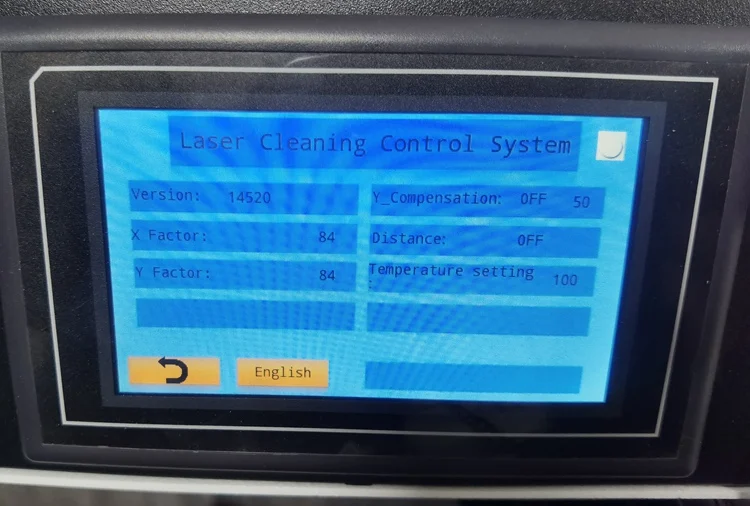 Laser Cleaning Control System
Version: 14520
Y_Compensation: OFF 50
X Factor: 84
Distance: OFF
Y Factor: 84
Temperature setting
: 100
English